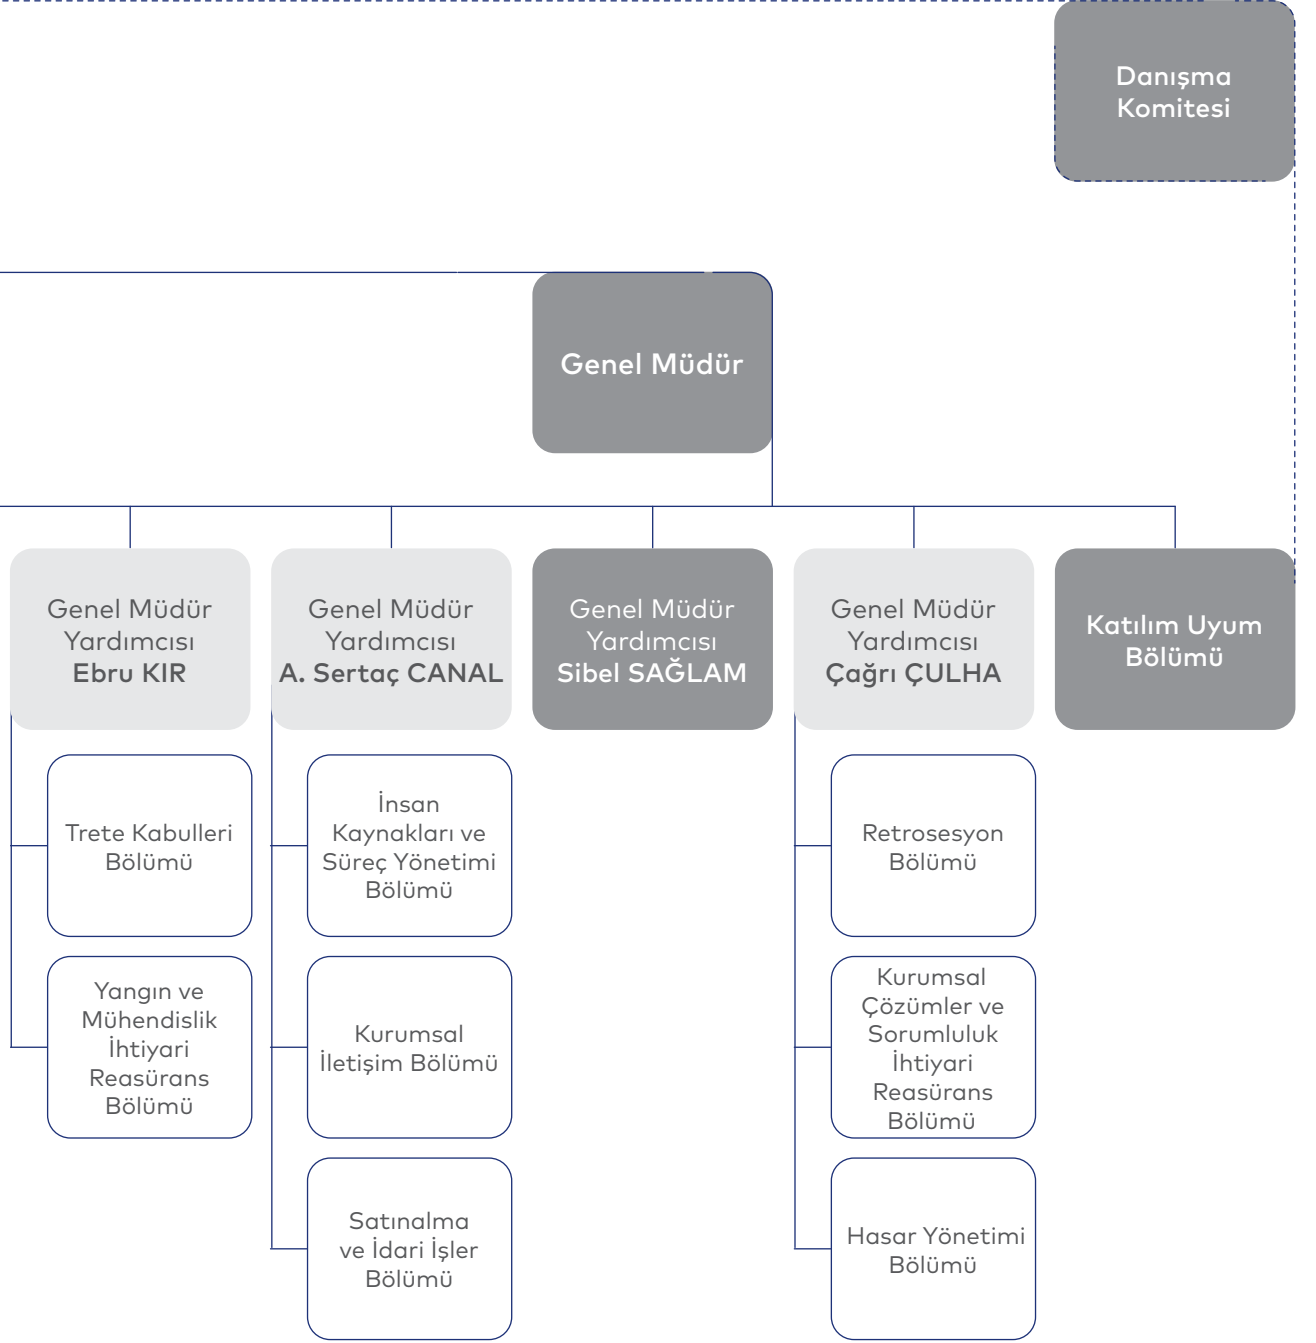 Danışma
Komitesi
Genel Müdür
Genel Müdür
Yardımcısı
Ebru KIR
Genel Müdür
Yardımcısı
A. Sertaç CANAL
Genel Müdür
Yardımcısı
Sibel SAĞLAM
Genel Müdür
Yardımcısı
Çağrı ÇULHA
Katılım Uyum
Bölümü
Trete Kabulleri
Bölümü
İnsan
Kaynakları ve
Süreç Yönetimi
Bölümü
Retrosesyon
Bölümü
Yangın ve
Mühendislik
İhtiyari
Reasürans
Bölümü
Kurumsal
İletişim Bölümü
Kurumsal
Çözümler ve
Sorumluluk
İhtiyari
Reasürans
Bölümü
Satınalma
ve İdari İşler
Bölümü
Hasar Yönetimi
Bölümü